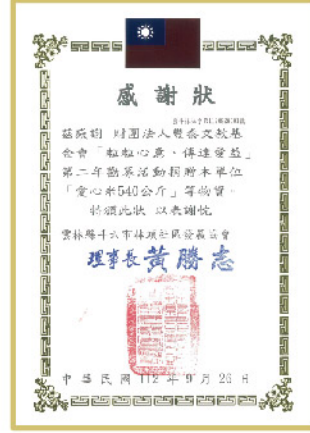 感謝狀
茲感謝 財團法人豐泰文教基
金會「粒粒心意、傳達愛益」
第二年勸募活動捐贈本單位
「愛心米540公斤」等物資。
特頒此狀 以表謝忱
雲林縣斗六市林頭社區發展協會
理事長黃勝志
中華民國112年9月26日